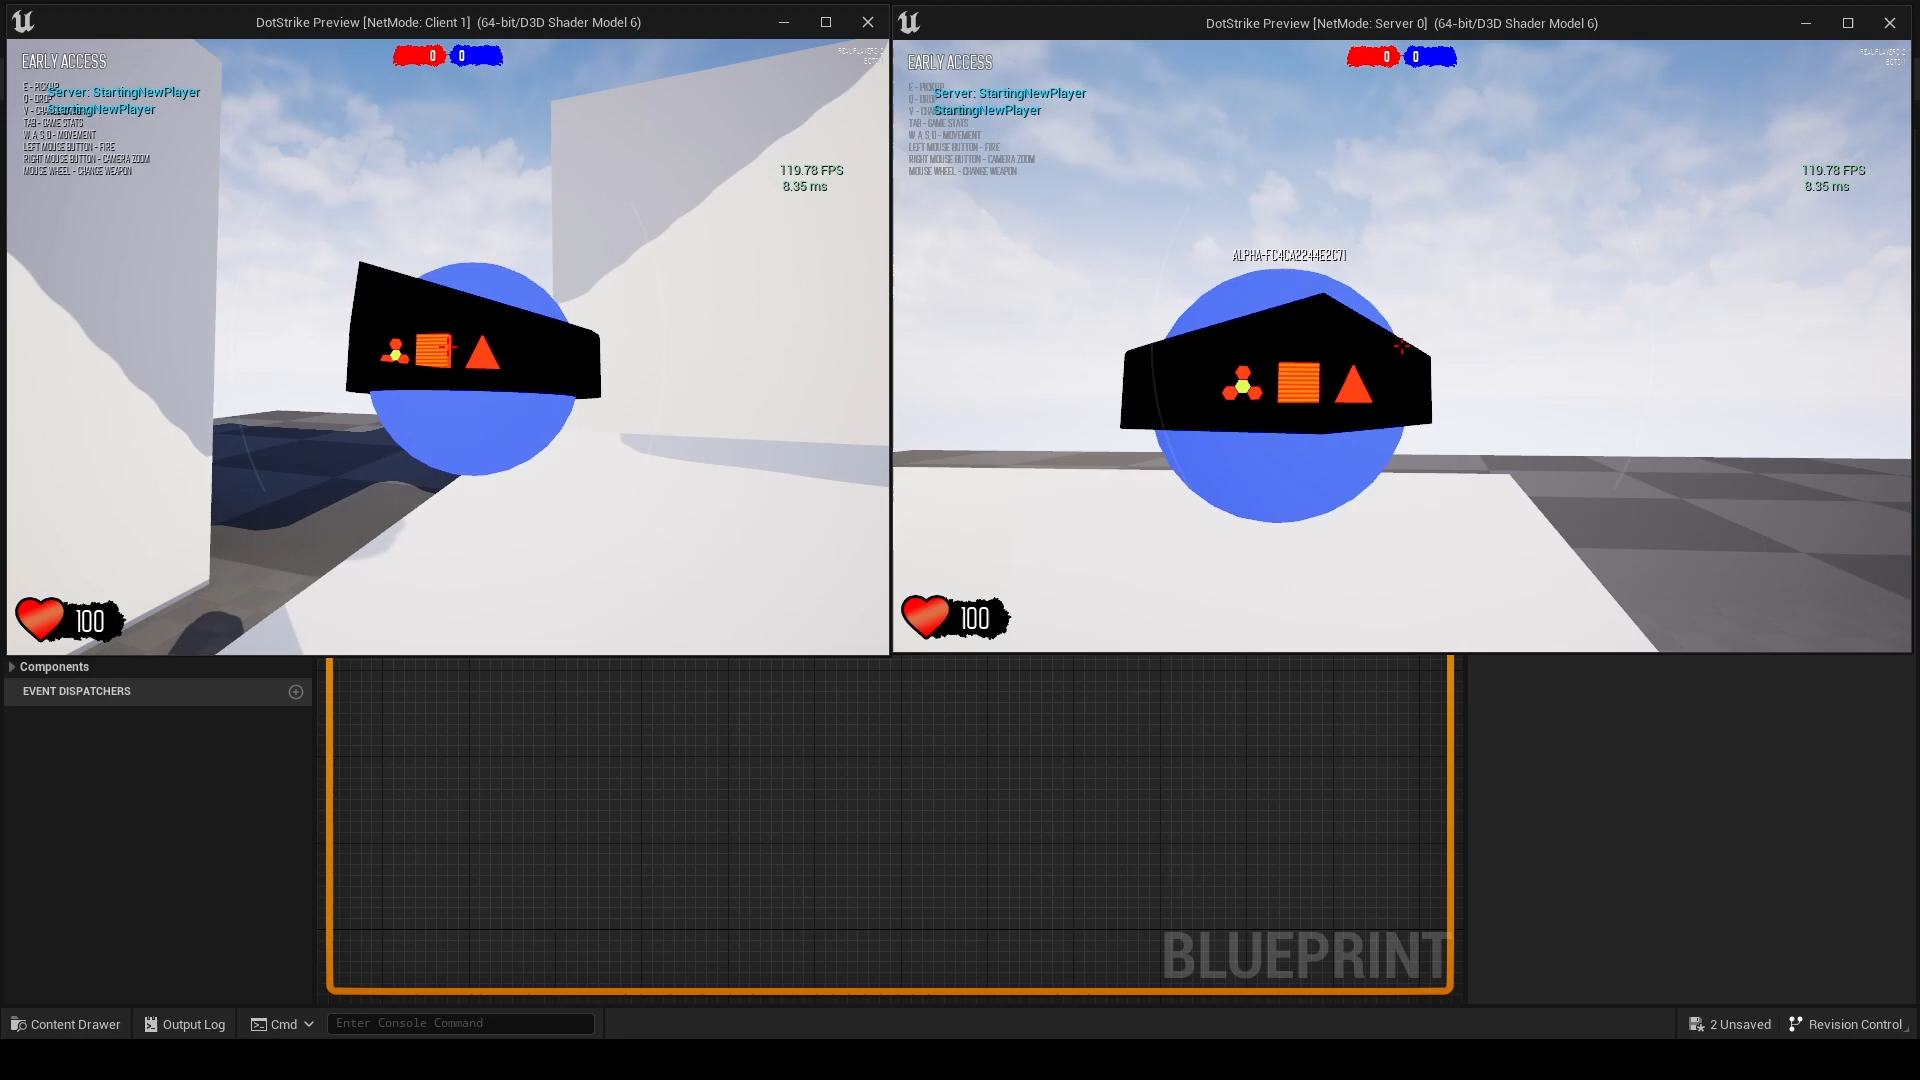 DotStrike Preview [NetMode: Client 1] (64-bit/D3D Shader Model 6)
EARLY ACCESS
0 0
E - PICKUP
Q - DROP
Server: StartingNewPlayer
StartingNewPlayer
TAB - GAME STATS
W, A, S, D - MOVEMENT
LEFT MOUSE BUTTON - FIRE
RIGHT MOUSE BUTTON - CAMERA ZOOM
MOUSE WHEEL - CHANGE WEAPON
119.78 FPS
8.35 ms
100
DotStrike Preview [NetMode: Server 0] (64-bit/D3D Shader Model 6)
EARLY ACCESS
0 0
E - PICKUP
Q - DROP
Server: StartingNewPlayer
StartingNewPlayer
TAB - GAME STATS
W, A, S, D - MOVEMENT
LEFT MOUSE BUTTON - FIRE
RIGHT MOUSE BUTTON - CAMERA ZOOM
MOUSE WHEEL - CHANGE WEAPON
119.78 FPS
8.35 ms
ALPHA-FC4CA2244E2C71
100
Components
EVENT DISPATCHERS
BLUEPRINT
Content Drawer
Output Log
Cmd
Enter Console Command
2 Unsaved
Revision Control